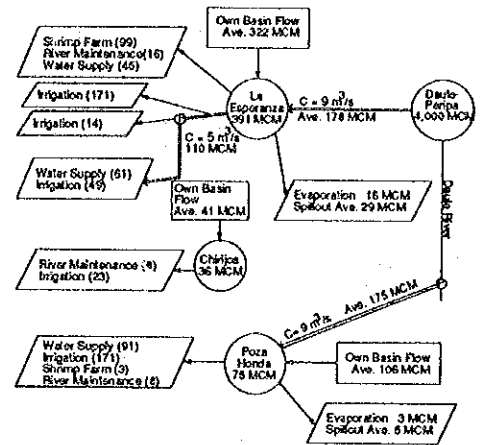 Own Basin Flow
Ave. 322 MCM
Shrimp Farm (99)
River Maintenance(16)
Water Supply (45)
La
Esperanza
391 MCM
C = 9 m³/s
Ave. 178 MCM
Daule-
Peripa
4,000 MCM
Irrigation (171)
Irrigation (14)
C = 5 m³/s
110 MCM
Water Supply (61)
Irrigation (49)
Own Basin
Flow
Ave. 41 MCM
Evaporation 16 MCM
Spillout Ave. 29 MCM
Daule River
River Maintenance (4)
Irrigation (23)
Chirijos
36 MCM
C= 9 m³/s Ave. 175 MCM
Water Supply (91)
Irrigation (171)
Shrimp Farm (3)
River Maintenance (8)
Poza
Honda
75 MCM
Own Basin Flow
Ave. 106 MCM
Evaporation 3 MCM
Spillout Ave. 5 MCM